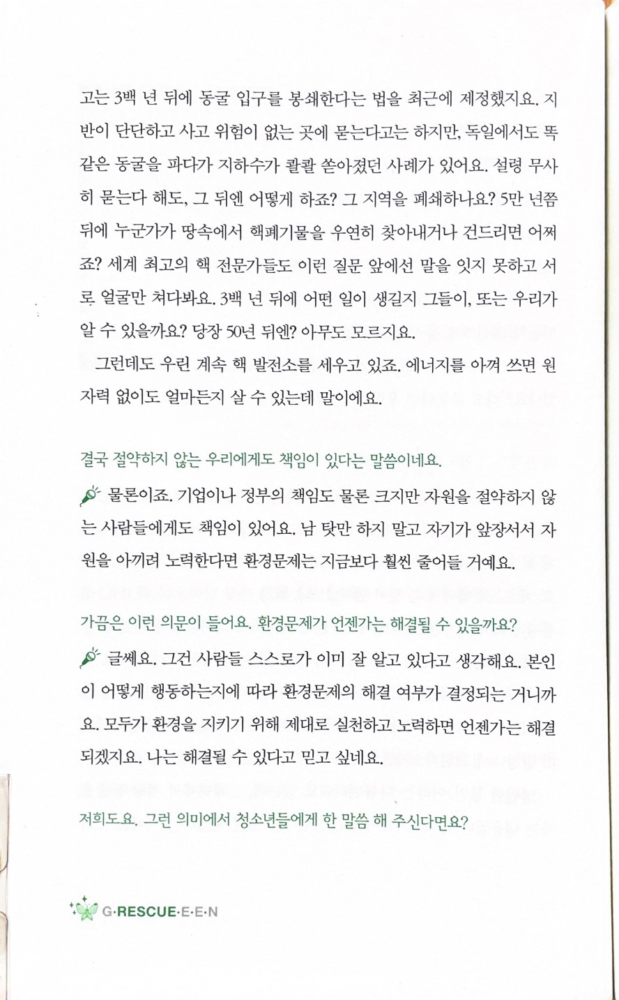 고는 3백 년 뒤에 동굴 입구를 봉쇄한다는 법을 최근에 제정했지요. 지
반이 단단하고 사고 위험이 없는 곳에 묻는다고는 하지만, 독일에서도 똑
같은 동굴을 파다가 지하수가 콸콸 쏟아졌던 사례가 있어요. 설령 무사
히 묻는다 해도, 그 뒤엔 어떻게 하죠? 그 지역을 폐쇄하나요? 5만 년쯤
뒤에 누군가가 땅속에서 핵폐기물을 우연히 찾아내거나 건드리면 어쩌
죠? 세계 최고의 핵 전문가들도 이런 질문 앞에선 말을 잇지 못하고 서
로 얼굴만 쳐다봐요. 3백 년 뒤에 어떤 일이 생길지 그들이, 또는 우리가
알 수 있을까요? 당장 50년 뒤엔? 아무도 모르지요.
그런데도 우린 계속 핵 발전소를 세우고 있죠. 에너지를 아껴 쓰면 원
자력 없이도 얼마든지 살 수 있는데 말이에요.
결국 절약하지 않는 우리에게도 책임이 있다는 말씀이네요.
물론이죠. 기업이나 정부의 책임도 물론 크지만 자원을 절약하지 않
는 사람들에게도 책임이 있어요. 남 탓만 하지 말고 자기가 앞장서서 자
원을 아끼려 노력한다면 환경문제는 지금보다 훨씬 줄어들 거예요.
가끔은 이런 의문이 들어요. 환경문제가 언젠가는 해결될 수 있을까요?
글쎄요. 그건 사람들 스스로가 이미 잘 알고 있다고 생각해요. 본인
이 어떻게 행동하는지에 따라 환경문제의 해결 여부가 결정되는 거니까
요. 모두가 환경을 지키기 위해 제대로 실천하고 노력하면 언젠가는 해결
되겠지요. 나는 해결될 수 있다고 믿고 싶네요.
저희도요. 그런 의미에서 청소년들에게 한 말씀 해 주신다면요?
G·RESCUE·E·E·N